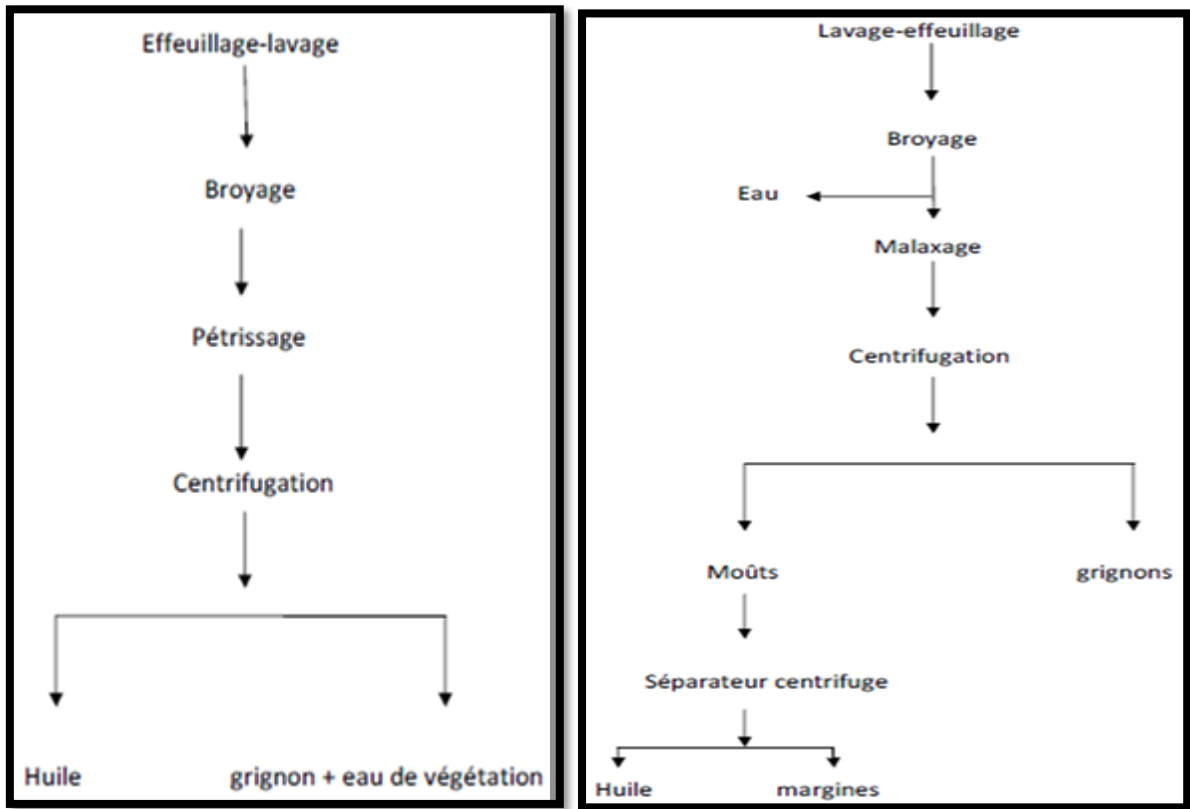 Effeuillage-lavage
Broyage
Pétrissage
Centrifugation
Huile
grignon + eau de végétation
Lavage-effeuillage
Broyage
Eau
Malaxage
Centrifugation
Moûts
grignons
Séparateur centrifuge
Huile
margines